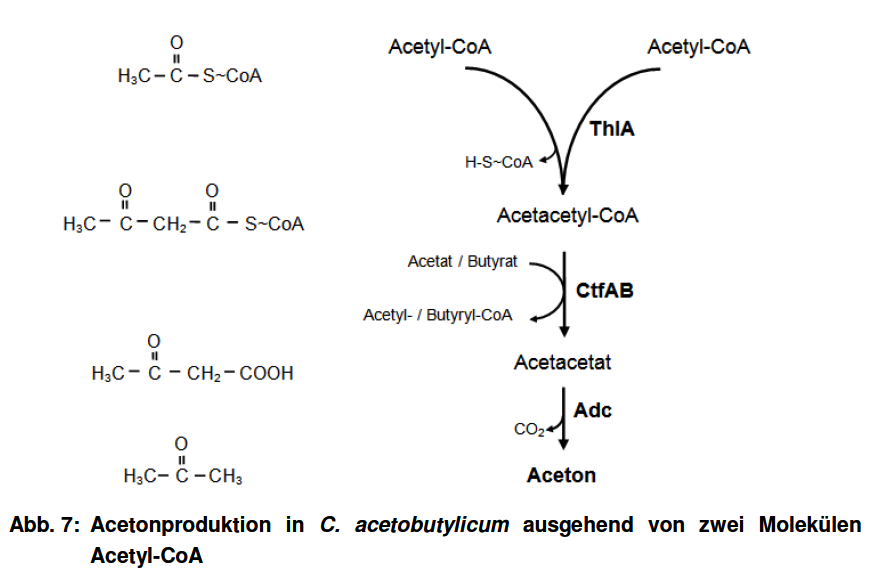 O
H₃C – C – S~CoA
Acetyl-CoA
Acetyl-CoA
ThlA
H-S~CoA
O O
H₃C – C – CH₂ – C – S~CoA
Acetacetyl-CoA
Acetat / Butyrat
CtfAB
Acetyl- / Butyryl-CoA
O
H₃C – C – CH₂ – COOH
Acetacetat
Adc
CO₂
O
H₃C – C – CH₃
Aceton
Abb. 7: Acetonproduktion in C. acetobutylicum ausgehend von zwei Molekülen
Acetyl-CoA